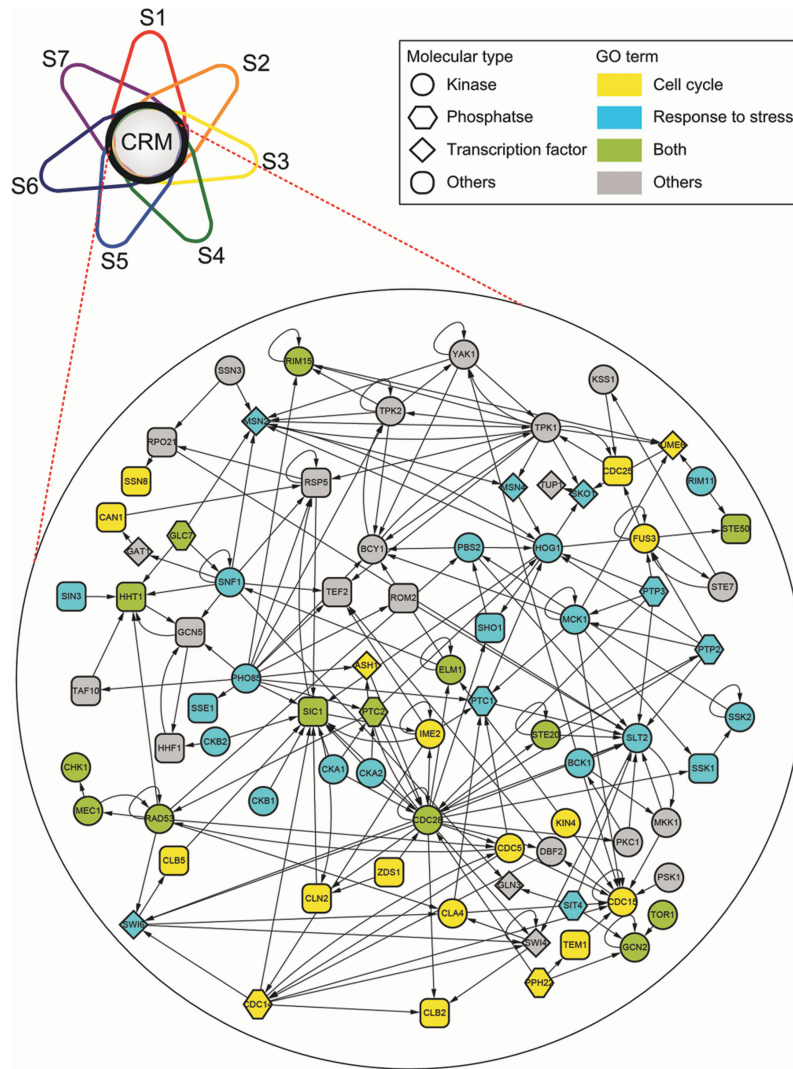 S1
S7
S2
CRM
S3
S6
S5
S4
Molecular type
GO term
Kinase
Cell cycle
Phosphatse
Response to stress
Transcription factor
Both
Others
Others
YAK1
RIM15
SSN3
KSS1
TPK2
MSN2
TPK1
RPO21
UME6
SSN8
RSP5
CDC25
MSN4
TUP1
SKO1
RIM11
CAN1
STE50
GLC7
GAT1
BCY1
PBS2
HOG1
FUS3
SNF1
STE7
SIN3
HHT1
TEF2
ROM2
PTP3
MCK1
SHO1
GCN5
PTP2
ASH1
ELM1
PHO85
TAF10
SSE1
SIC1
PTC2
PTC1
SSK2
IME2
STE20
SLT2
CKB2
HHF1
CKA1
CKA2
BCK1
SSK1
CHK1
CKB1
MEC1
RAD53
CDC28
KIN4
PKC1
MKK1
CDC5
DBF2
CLB5
ZDS1
PSK1
GLN3
CLN2
CLA4
SIT4
CDC15
TOR1
SWI6
SWI4
TEM1
GCN2
PPH22
CDC14
CLB2